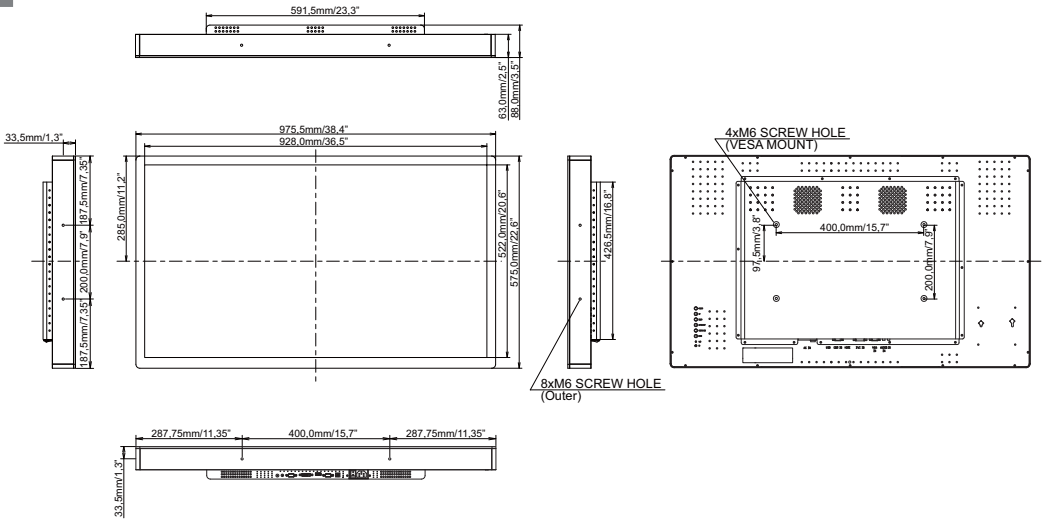 591,5mm/23,3"
63,0mm/2,5"
88,0mm/3,5"
33,5mm/1,3"
975,5mm/38,4"
928,0mm/36,5"
4xM6 SCREW HOLE
(VESA MOUNT)
187,5mm/7,35"
200,0mm/7,9"
187,5mm/7,35"
285,0mm/11,2"
522,0mm/20,6"
575,0mm/22,6"
426,5mm/16,8"
97,5mm/3,8"
400,0mm/15,7"
200,0mm/7,9"
8xM6 SCREW HOLE
(Outer)
287,75mm/11,35"
400,0mm/15,7"
287,75mm/11,35"
33,5mm/1,3"